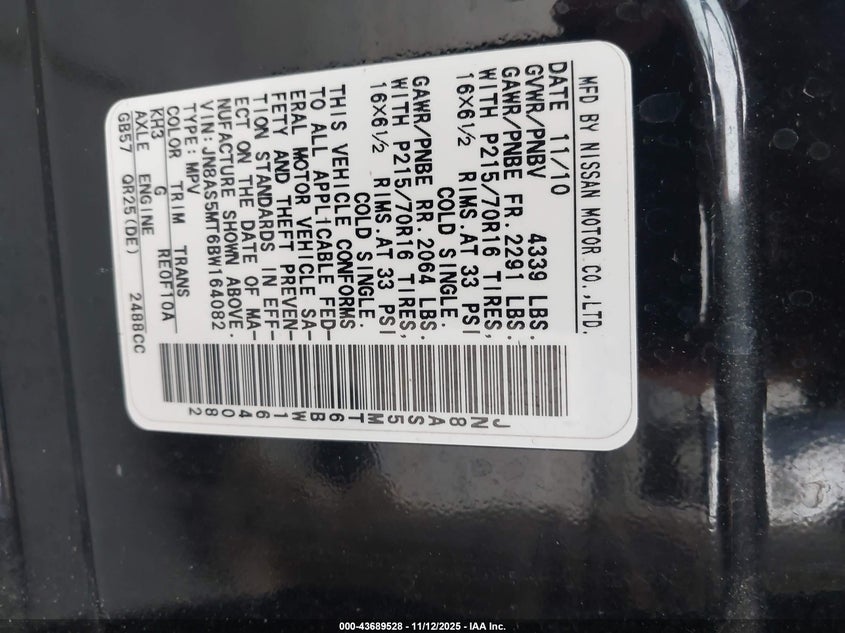 MFD BY NISSAN MOTOR CO.,LTD.
DATE 11/10
GVWR/PNBV 4339 LBS.
GAWR/PNBE FR. 2291 LBS.
WITH P215/70R16 TIRES,
16X6½ RIMS.AT 33 PSI
COLD SINGLE.
GAWR/PNBE RR. 2064 LBS.
WITH P215/70R16 TIRES,
16X6½ RIMS.AT 33 PSI
COLD SINGLE.
THIS VEHICLE CONFORMS
TO ALL APPLICABLE FED-
ERAL MOTOR VEHICLE SA-
FETY AND THEFT PREVEN-
TION STANDARDS IN EFF-
ECT ON THE DATE OF MA-
NUFACTURE SHOWN ABOVE.
VIN:JN8AS5MT6BW164082
TYPE:MPV
COLOR TRIM TRANS
KH3 G RE0F10A
AXLE ENGINE
GB57 QR25(DE) 2488CC
JN8AS5MT6BW164082
000-43689528 - 11/12/2025 - IAA Inc.